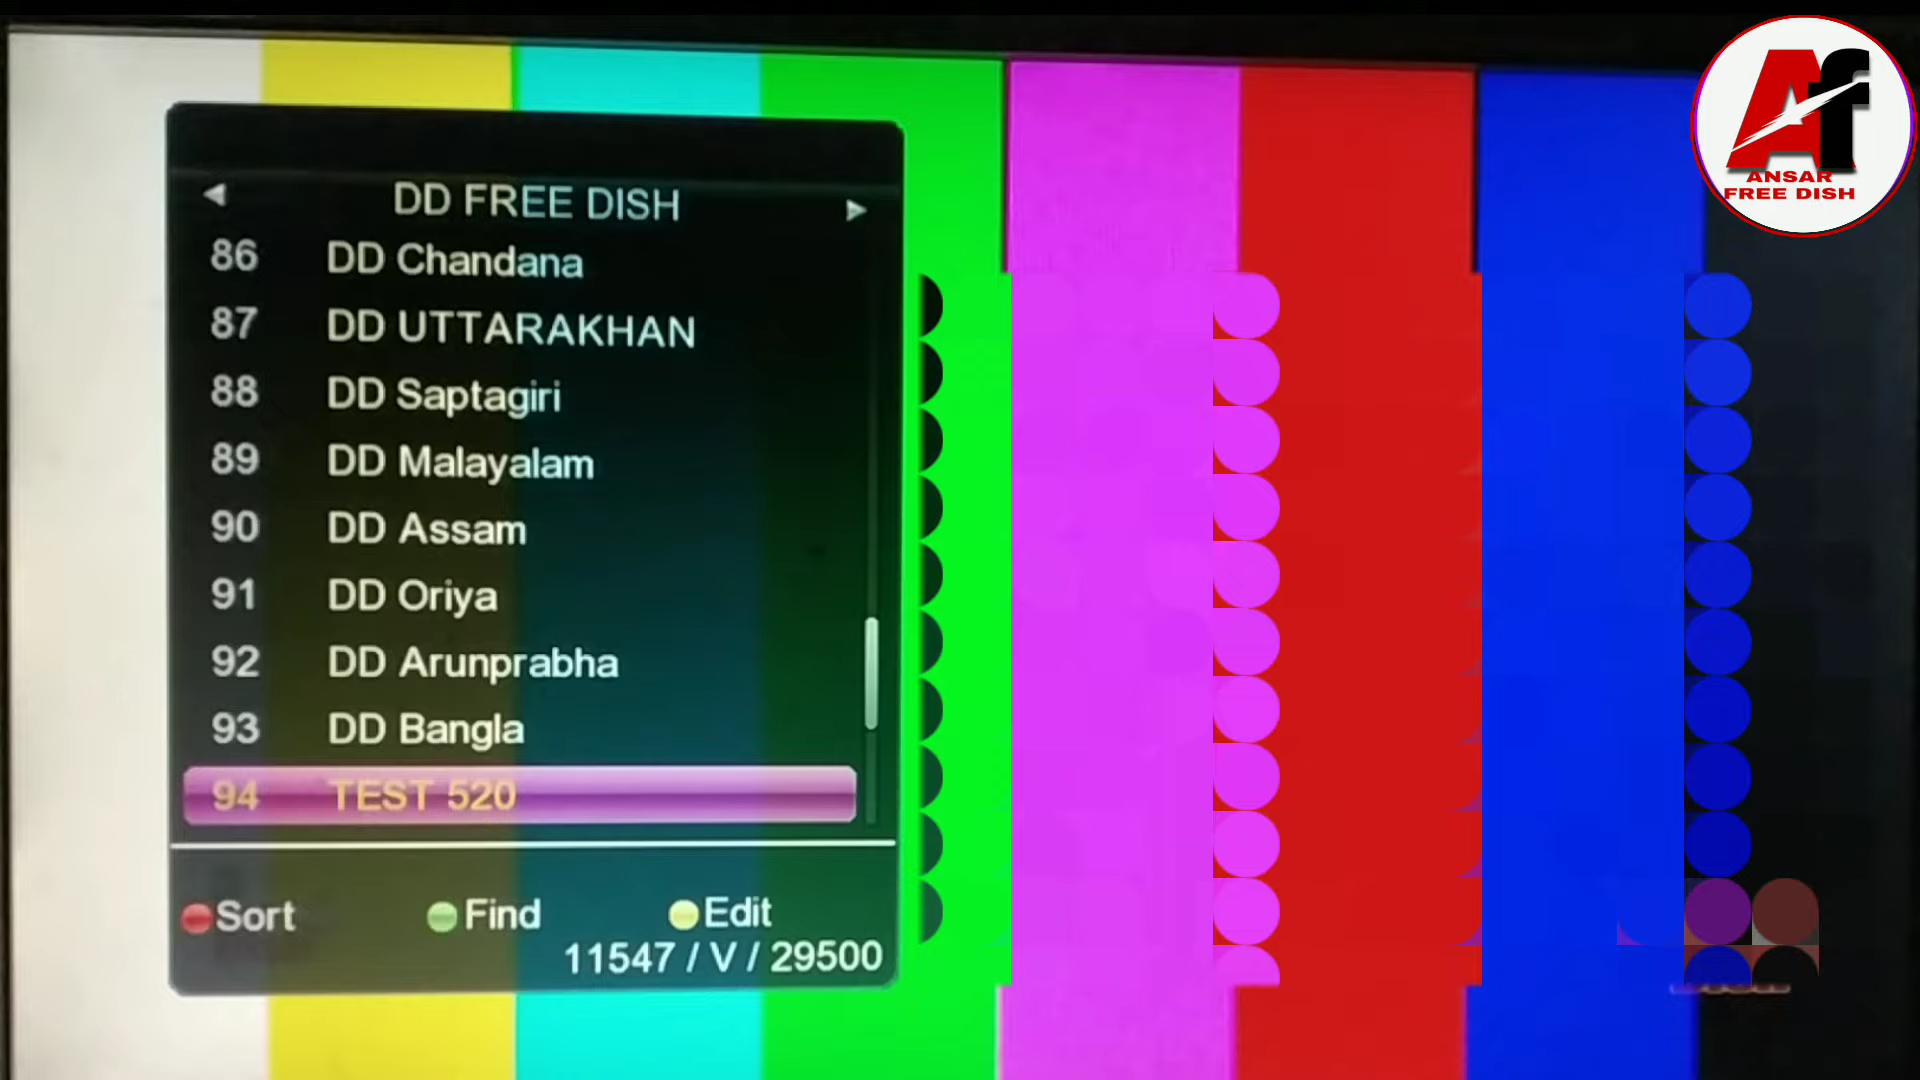 DD FREE DISH
86 DD Chandana
87 DD UTTARAKHAN
88 DD Saptagiri
89 DD Malayalam
90 DD Assam
91 DD Oriya
92 DD Arunprabha
93 DD Bangla
94 TEST 520
Sort Find Edit
11547 / V / 29500
Af
ANSAR
FREE DISH